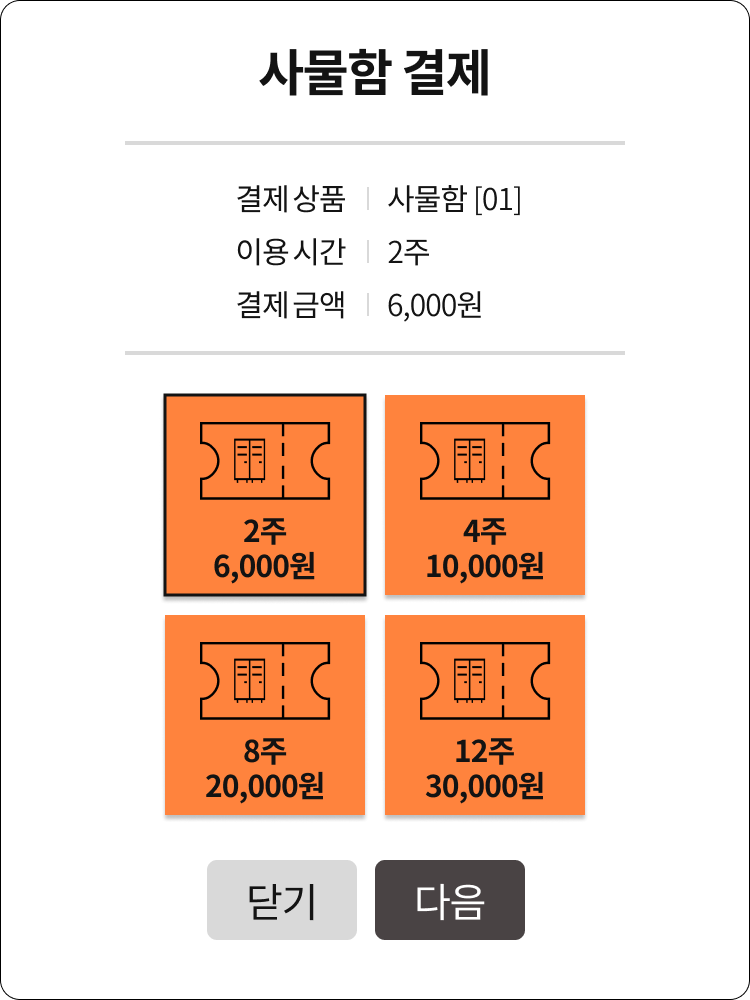 사물함 결제
결제 상품 사물함 [01]
이용 시간 2주
결제 금액 6,000원
2주
6,000원
4주
10,000원
8주
20,000원
12주
30,000원
닫기
다음